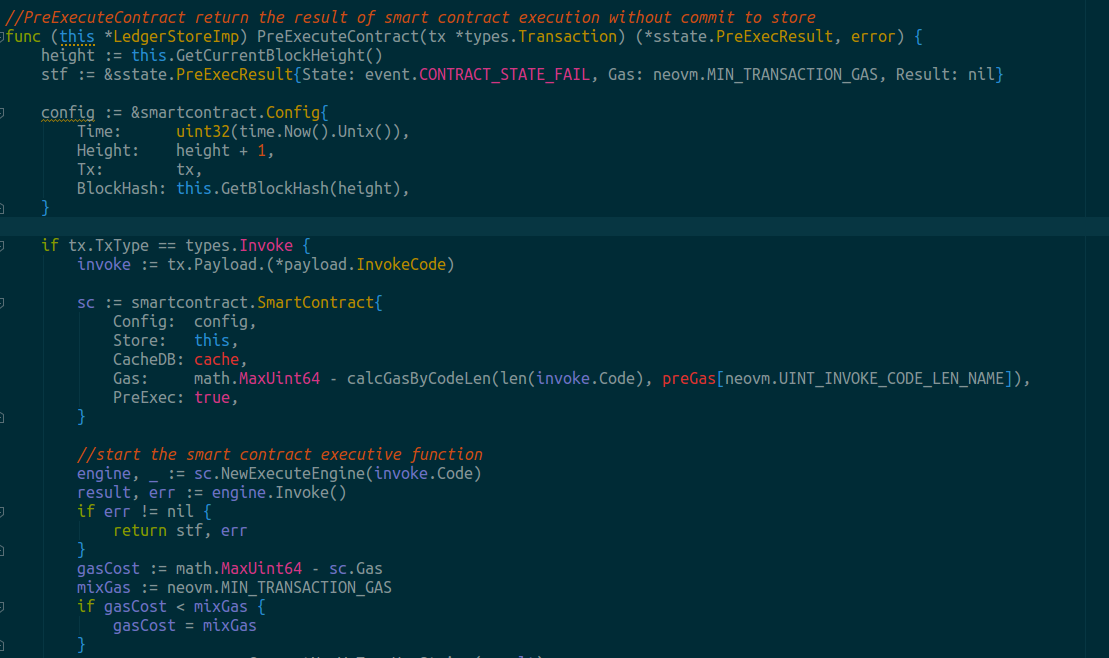 //PreExecuteContract return the result of smart contract execution without commit to store
func (this *LedgerStoreImp) PreExecuteContract(tx *types.Transaction) (*sstate.PreExecResult, error) {
height := this.GetCurrentBlockHeight()
stf := &sstate.PreExecResult{State: event.CONTRACT_STATE_FAIL, Gas: neovm.MIN_TRANSACTION_GAS, Result: nil}
config := &smartcontract.Config{
Time:      uint32(time.Now().Unix()),
Height:    height + 1,
Tx:        tx,
BlockHash: this.GetBlockHash(height),
}
if tx.TxType == types.Invoke {
invoke := tx.Payload.(*payload.InvokeCode)
sc := smartcontract.SmartContract{
Config:  config,
Store:   this,
CacheDB: cache,
Gas:     math.MaxUint64 - calcGasByCodeLen(len(invoke.Code), preGas[neovm.UINT_INVOKE_CODE_LEN_NAME]),
PreExec: true,
}
//start the smart contract executive function
engine, _ := sc.NewExecuteEngine(invoke.Code)
result, err := engine.Invoke()
if err != nil {
return stf, err
}
gasCost := math.MaxUint64 - sc.Gas
mixGas := neovm.MIN_TRANSACTION_GAS
if gasCost < mixGas {
gasCost = mixGas
}